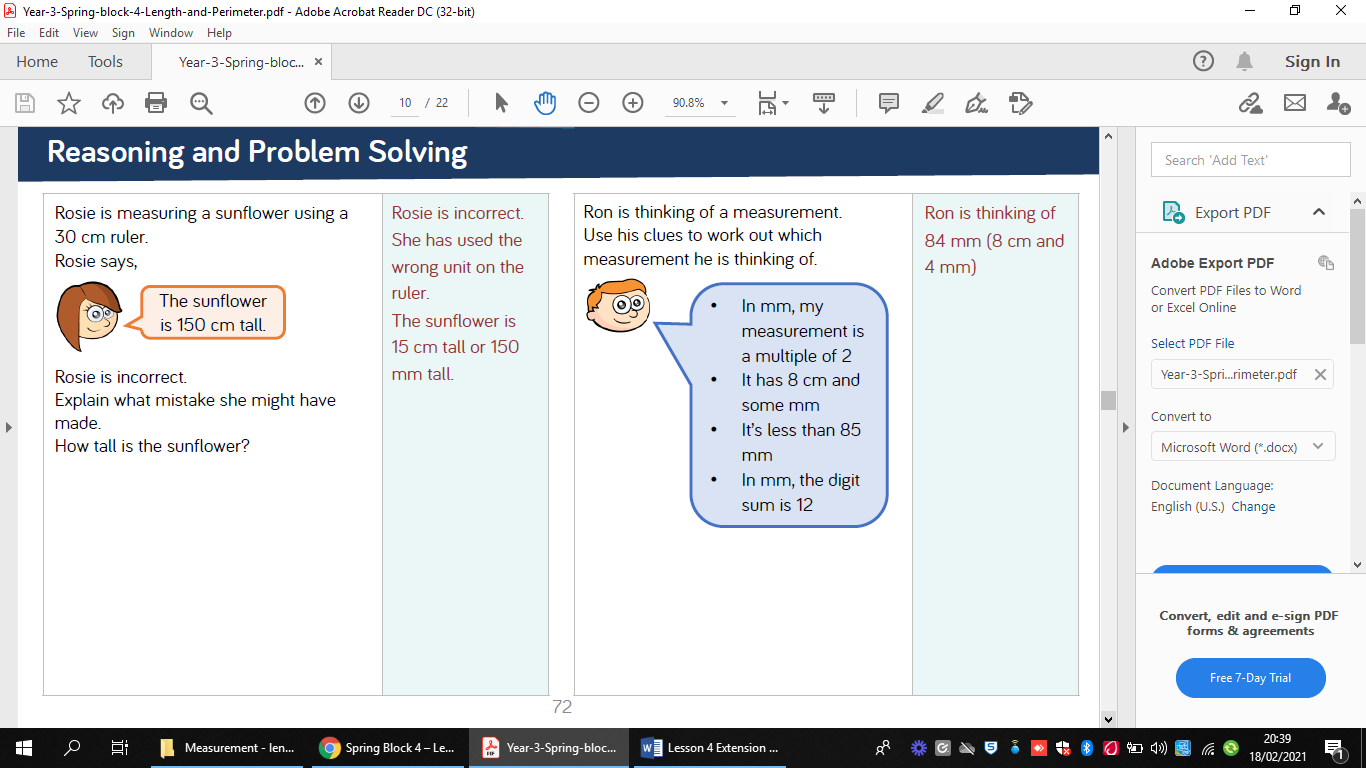 Year-3-Spring-block-4-Length-and-Perimeter.pdf - Adobe Acrobat Reader DC (32-bit)
File Edit View Sign Window Help
Home Tools Year-3-Spring-bloc... × Sign In
10 / 22 90.8%
Reasoning and Problem Solving
Rosie is measuring a sunflower using a
30 cm ruler.
Rosie says,
The sunflower
is 150 cm tall.
Rosie is incorrect.
Explain what mistake she might have
made.
How tall is the sunflower?
Rosie is incorrect.
She has used the
wrong unit on the
ruler.
The sunflower is
15 cm tall or 150
mm tall.
Ron is thinking of a measurement.
Use his clues to work out which
measurement he is thinking of.
• In mm, my
measurement is
a multiple of 2
• It has 8 cm and
some mm
• It's less than 85
mm
• In mm, the digit
sum is 12
Ron is thinking of
84 mm (8 cm and
4 mm)
72
Search 'Add Text'
Export PDF
Adobe Export PDF
Convert PDF Files to Word
or Excel Online
Select PDF File
Year-3-Spri...rimeter.pdf
Convert to
Microsoft Word (*.docx)
Document Language:
English (U.S.) Change
Convert, edit and e-sign PDF
forms & agreements
Free 7-Day Trial
Measurement - len... Spring Block 4 – Le... Year-3-Spring-bloc... Lesson 4 Extension ...
20:39
18/02/2021
1